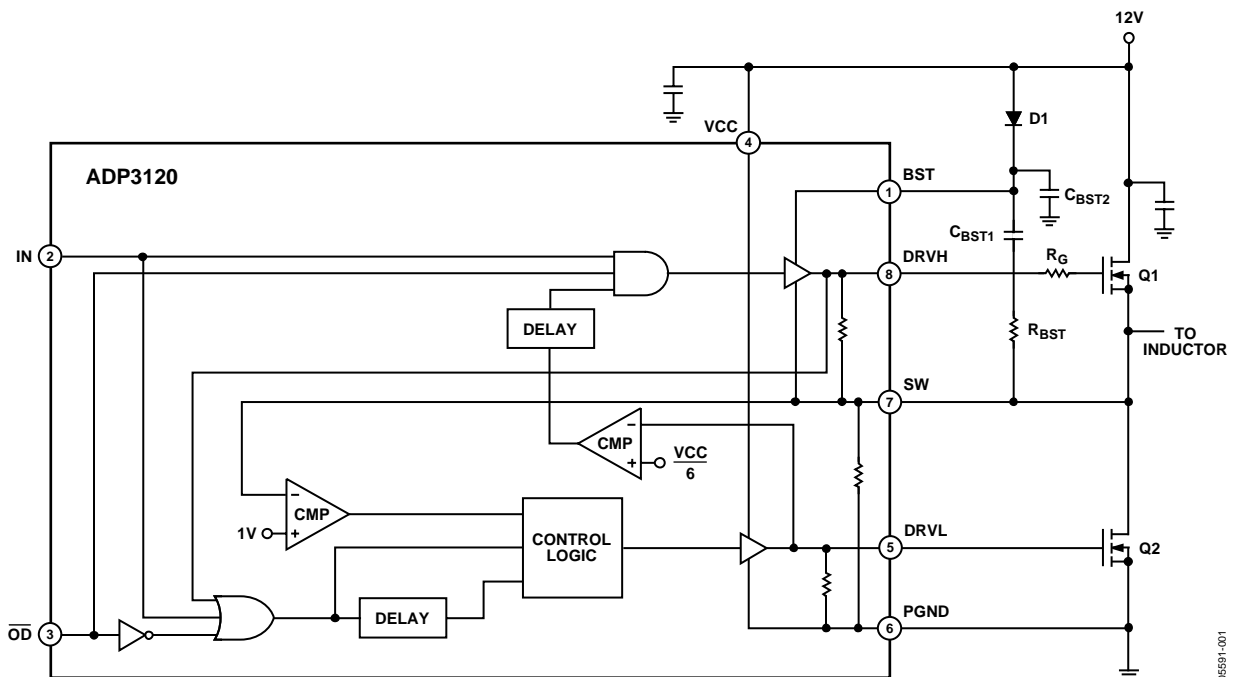 12V
D1
VCC
4
ADP3120
BST
1
CBST2
CBST1
IN
2
DRVH
8
RG
Q1
DELAY
RBST
TO
INDUCTOR
SW
7
CMP
−
+
VCC
6
−
CMP
1V
+
CONTROL
LOGIC
DRVL
5
Q2
DELAY
PGND
6
OD
3
05591-001